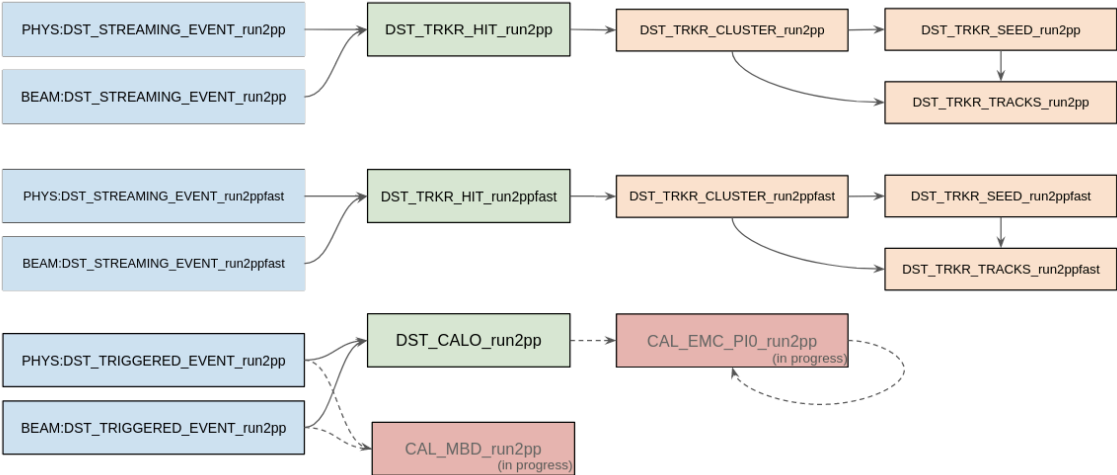 PHYS:DST_STREAMING_EVENT_run2pp
DST_TRKR_HIT_run2pp
DST_TRKR_CLUSTER_run2pp
DST_TRKR_SEED_run2pp
BEAM:DST_STREAMING_EVENT_run2pp
DST_TRKR_TRACKS_run2pp
PHYS:DST_STREAMING_EVENT_run2ppfast
DST_TRKR_HIT_run2ppfast
DST_TRKR_CLUSTER_run2ppfast
DST_TRKR_SEED_run2ppfast
BEAM:DST_STREAMING_EVENT_run2ppfast
DST_TRKR_TRACKS_run2ppfast
PHYS:DST_TRIGGERED_EVENT_run2pp
DST_CALO_run2pp
CAL_EMC_PI0_run2pp
(in progress)
BEAM:DST_TRIGGERED_EVENT_run2pp
CAL_MBD_run2pp
(in progress)